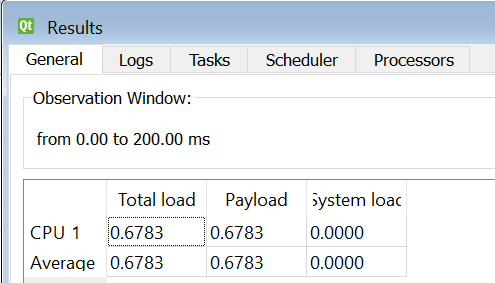 Qt Results
General Logs Tasks Scheduler Processors
Observation Window:
from 0.00 to 200.00 ms
Total load Payload System load
CPU 1 0.6783 0.6783 0.0000
Average 0.6783 0.6783 0.0000